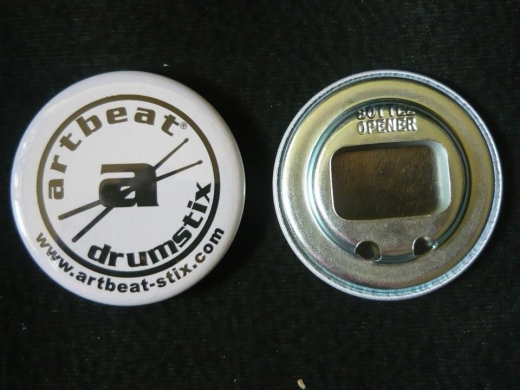 artbeat®
a
drumstix
www.artbeat-stix.com
BOTTLE
OPENER